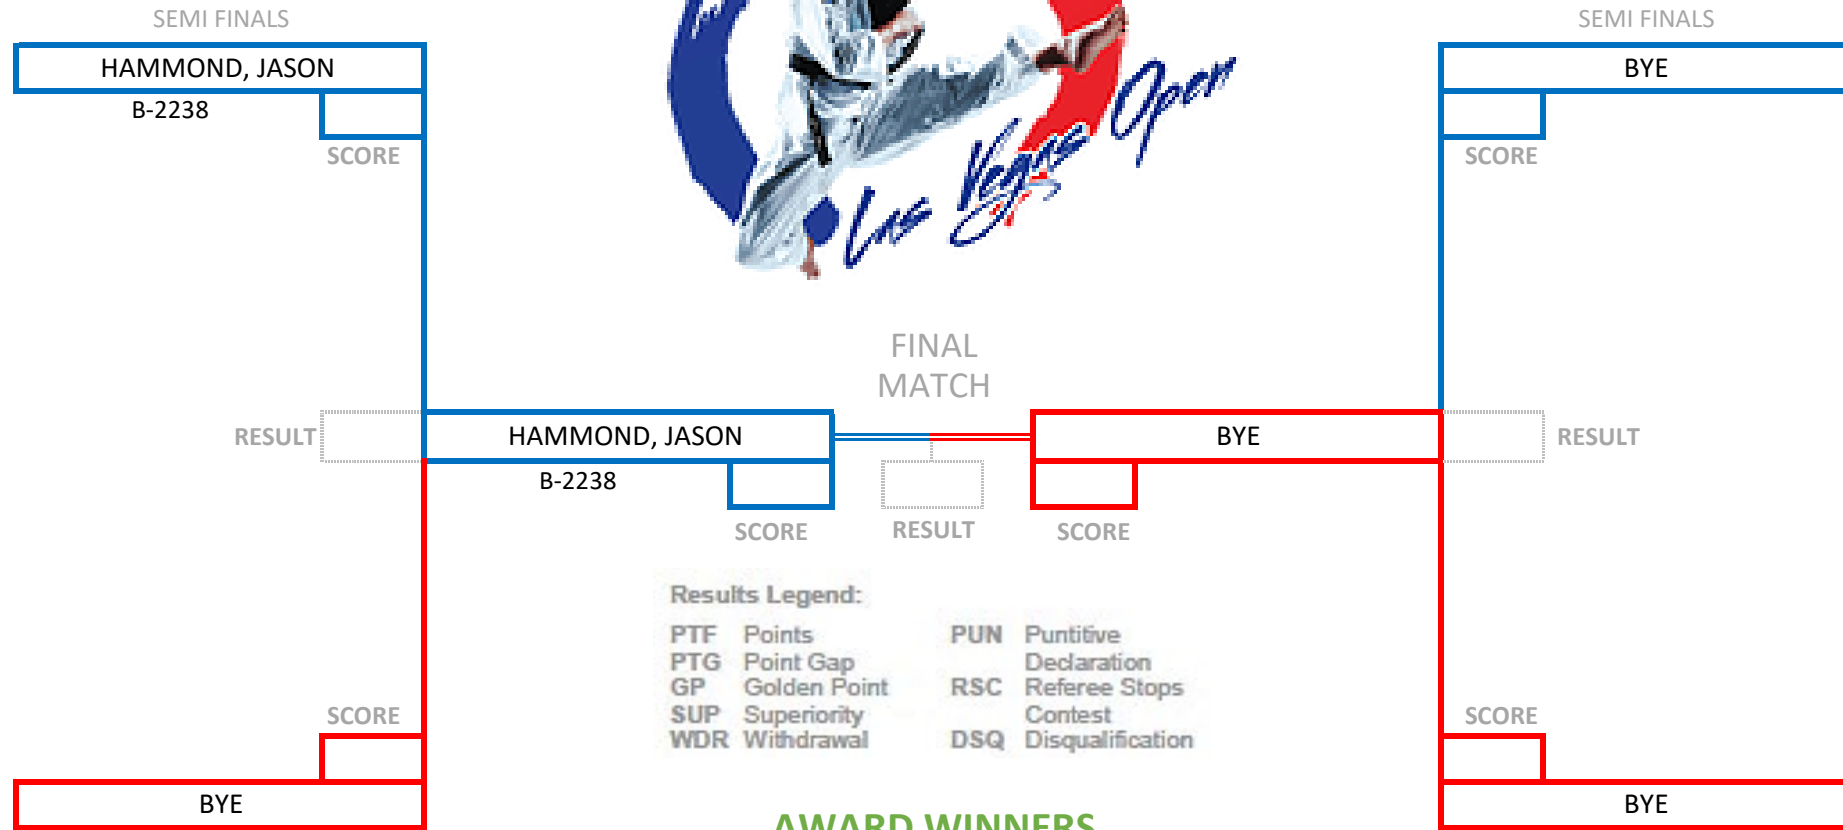 SEMI FINALS
SEMI FINALS
HAMMOND, JASON
BYE
B-2238
SCORE
SCORE
Las Vegas Open
FINAL
MATCH
RESULT
HAMMOND, JASON
BYE
RESULT
B-2238
SCORE
RESULT
SCORE
Results Legend:
PTF Points
PTG Point Gap
GP Golden Point
SUP Superiority
WDR Withdrawal
PUN Puntitive
Declaration
RSC Referee Stops
Contest
DSQ Disqualification
SCORE
SCORE
BYE
BYE
AWARD WINNERS